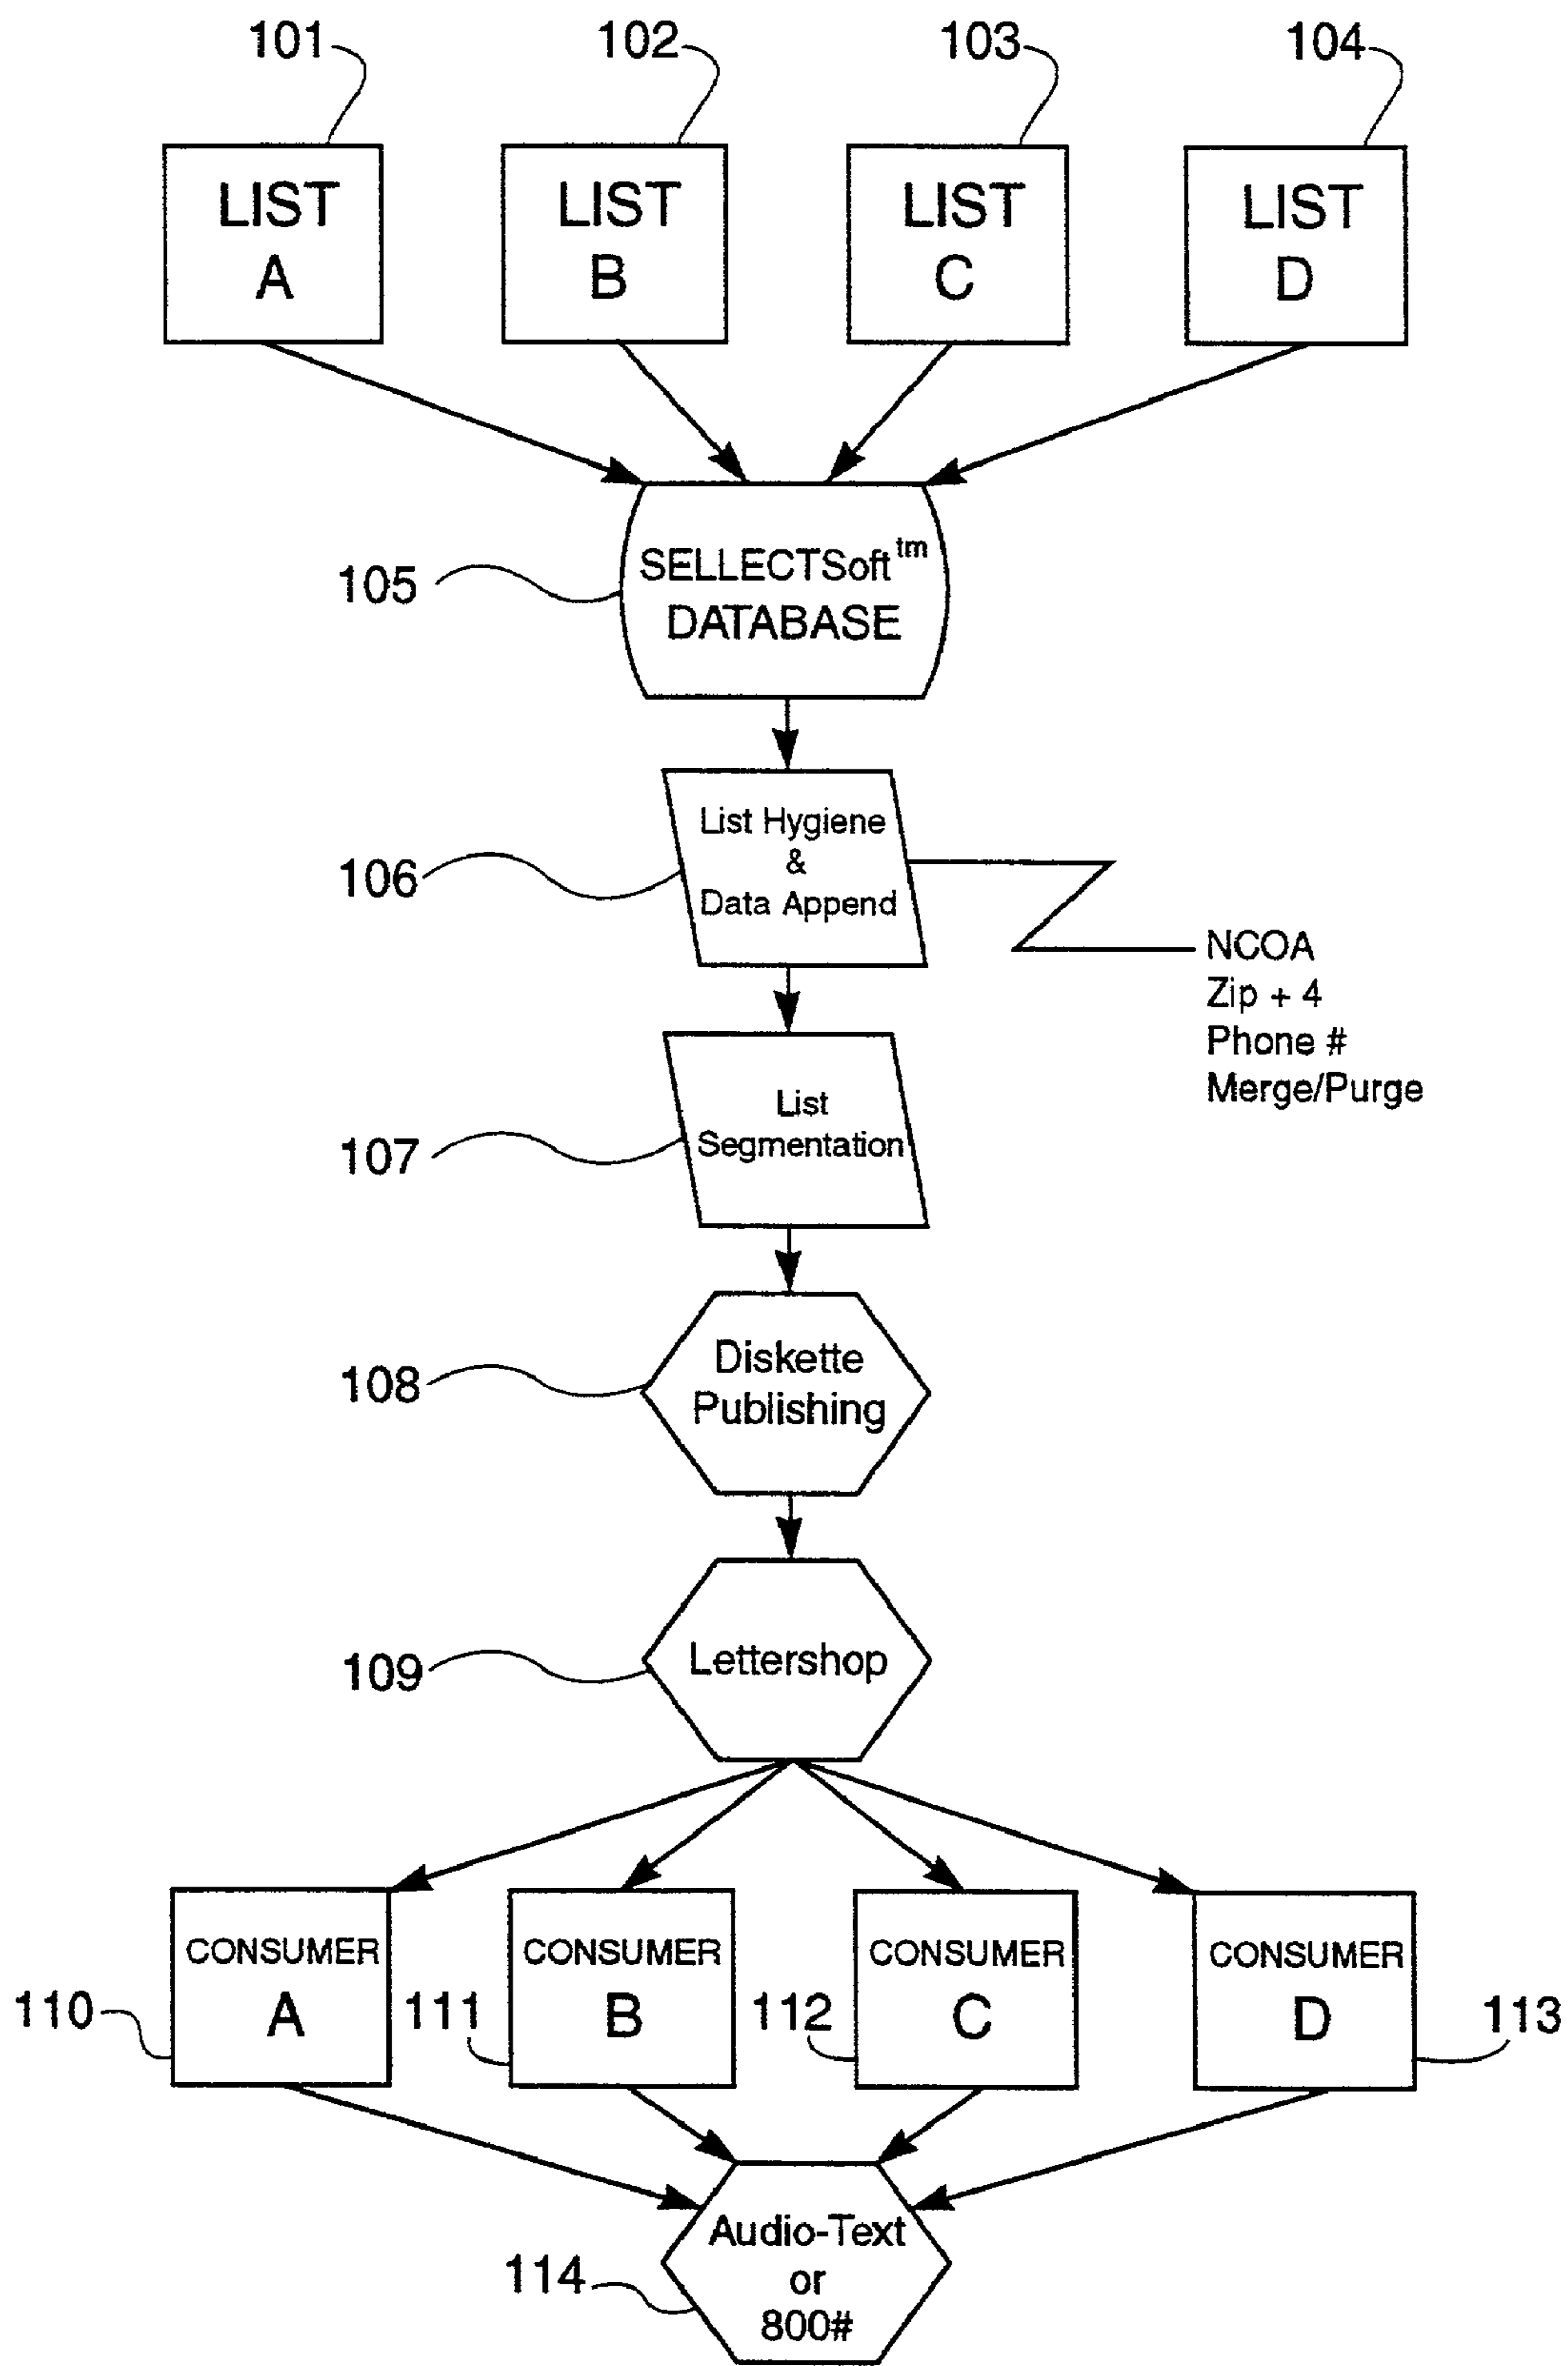 101
102
103
104
LIST
A
LIST
B
LIST
C
LIST
D
105
SELLECTSoft tm
DATABASE
106
List Hygiene
&
Data Append
NCOA
Zip + 4
Phone #
Merge/Purge
107
List
Segmentation
108
Diskette
Publishing
109
Lettershop
CONSUMER
A
CONSUMER
B
CONSUMER
C
CONSUMER
D
110
111
112
113
114
Audio-Text
or
800#